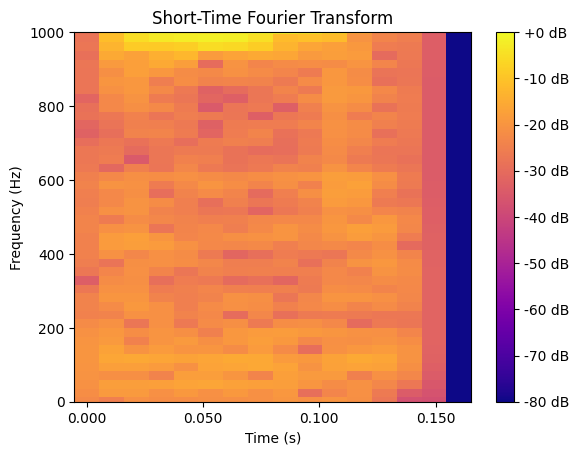 Short-Time Fourier Transform
1000
800
600
400
200
0
Frequency (Hz)
0.000
0.050
0.100
0.150
Time (s)
+0 dB
-10 dB
-20 dB
-30 dB
-40 dB
-50 dB
-60 dB
-70 dB
-80 dB